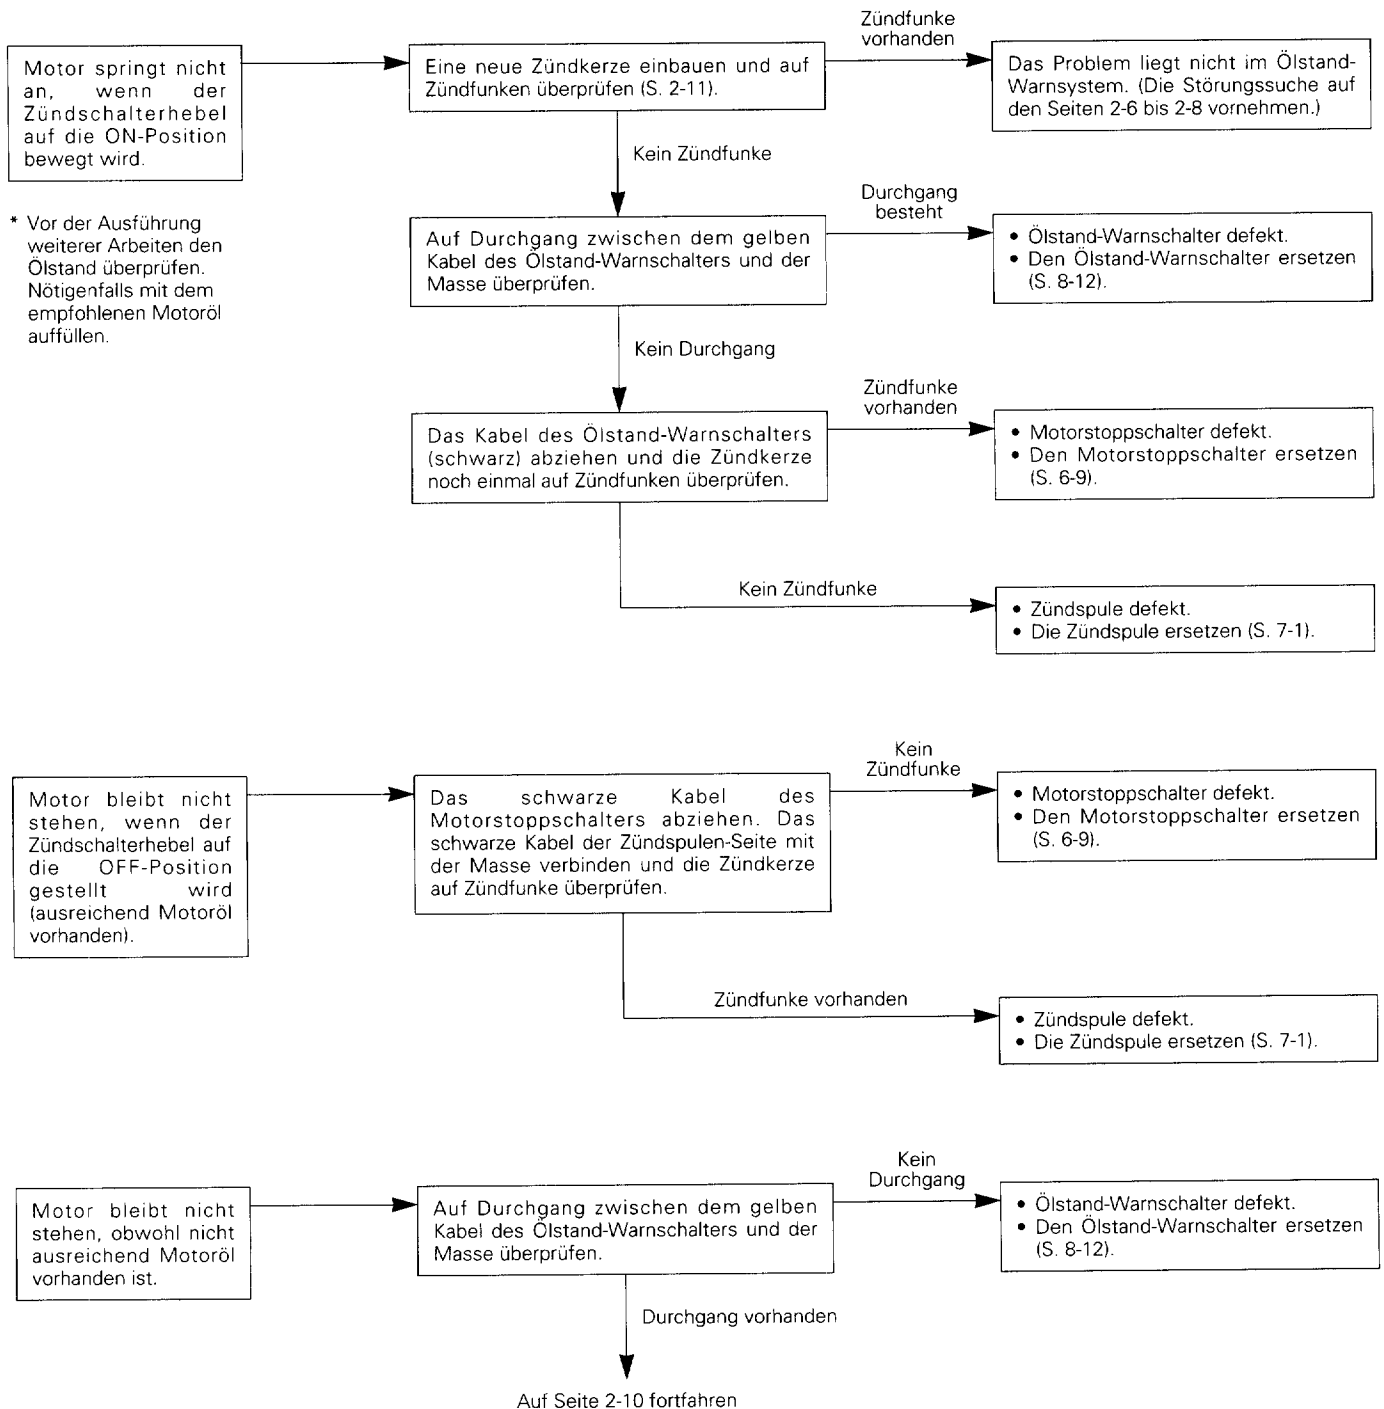 Motor springt nicht
an, wenn der
Zündschalterhebel
auf die ON-Position
bewegt wird.
* Vor der Ausführung
weiterer Arbeiten den
Ölstand überprüfen.
Nötigenfalls mit dem
empfohlenen Motoröl
auffüllen.
Eine neue Zündkerze einbauen und auf
Zündfunken überprüfen (S. 2-11).
Zündfunke
vorhanden
Das Problem liegt nicht im Ölstand-
Warnsystem. (Die Störungssuche auf
den Seiten 2-6 bis 2-8 vornehmen.)
Kein Zündfunke
Auf Durchgang zwischen dem gelben
Kabel des Ölstand-Warnschalters und der
Masse überprüfen.
Durchgang
besteht
• Ölstand-Warnschalter defekt.
• Den Ölstand-Warnschalter ersetzen
(S. 8-12).
Kein Durchgang
Das Kabel des Ölstand-Warnschalters
(schwarz) abziehen und die Zündkerze
noch einmal auf Zündfunken überprüfen.
Zündfunke
vorhanden
• Motorstoppschalter defekt.
• Den Motorstoppschalter ersetzen
(S. 6-9).
Kein Zündfunke
• Zündspule defekt.
• Die Zündspule ersetzen (S. 7-1).
Motor bleibt nicht
stehen, wenn der
Zündschalterhebel auf
die OFF-Position
gestellt wird
(ausreichend Motoröl
vorhanden).
Das schwarze Kabel des
Motorstoppschalters abziehen. Das
schwarze Kabel der Zündspulen-Seite mit
der Masse verbinden und die Zündkerze
auf Zündfunke überprüfen.
Kein
Zündfunke
• Motorstoppschalter defekt.
• Den Motorstoppschalter ersetzen
(S. 6-9).
Zündfunke vorhanden
• Zündspule defekt.
• Die Zündspule ersetzen (S. 7-1).
Motor bleibt nicht
stehen, obwohl nicht
ausreichend Motoröl
vorhanden ist.
Auf Durchgang zwischen dem gelben
Kabel des Ölstand-Warnschalters und der
Masse überprüfen.
Kein
Durchgang
• Ölstand-Warnschalter defekt.
• Den Ölstand-Warnschalter ersetzen
(S. 8-12).
Durchgang vorhanden
Auf Seite 2-10 fortfahren